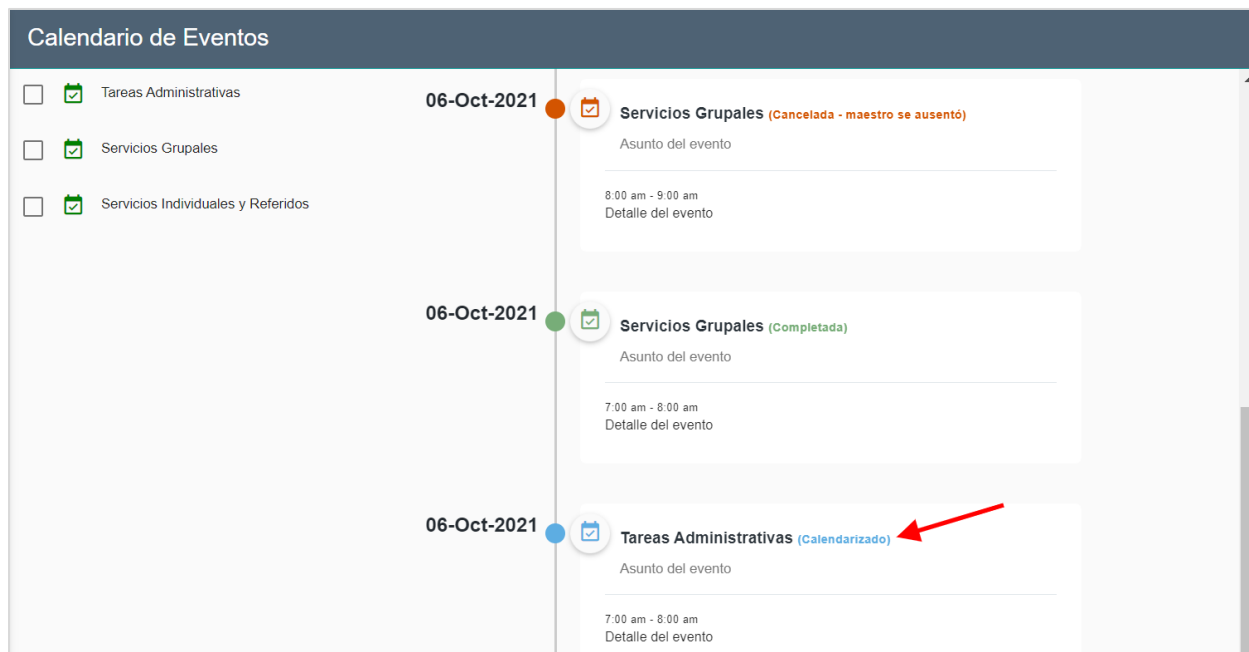 Calendario de Eventos
Tareas Administrativas
Servicios Grupales
Servicios Individuales y Referidos
06-Oct-2021
Servicios Grupales (Cancelada - maestro se ausentó)
Asunto del evento
8:00 am - 9:00 am
Detalle del evento
06-Oct-2021
Servicios Grupales (Completada)
Asunto del evento
7:00 am - 8:00 am
Detalle del evento
06-Oct-2021
Tareas Administrativas (Calendarizado)
Asunto del evento
7:00 am - 8:00 am
Detalle del evento